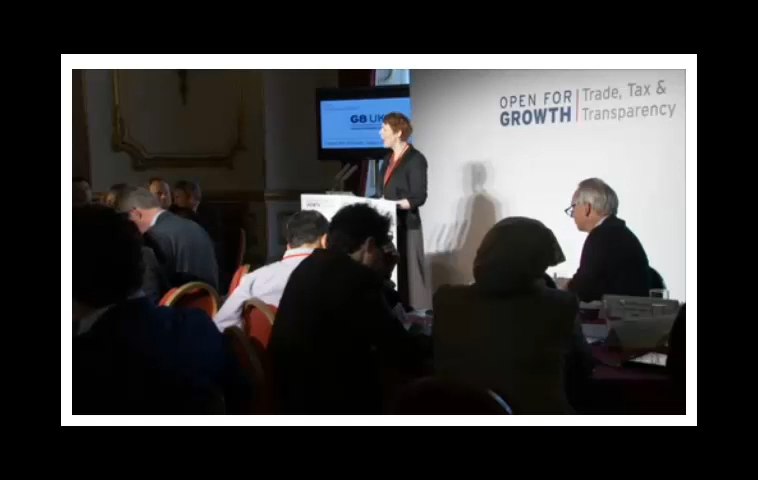 OPEN FOR
GROWTH
Trade, Tax &
Transparency
G8 UK